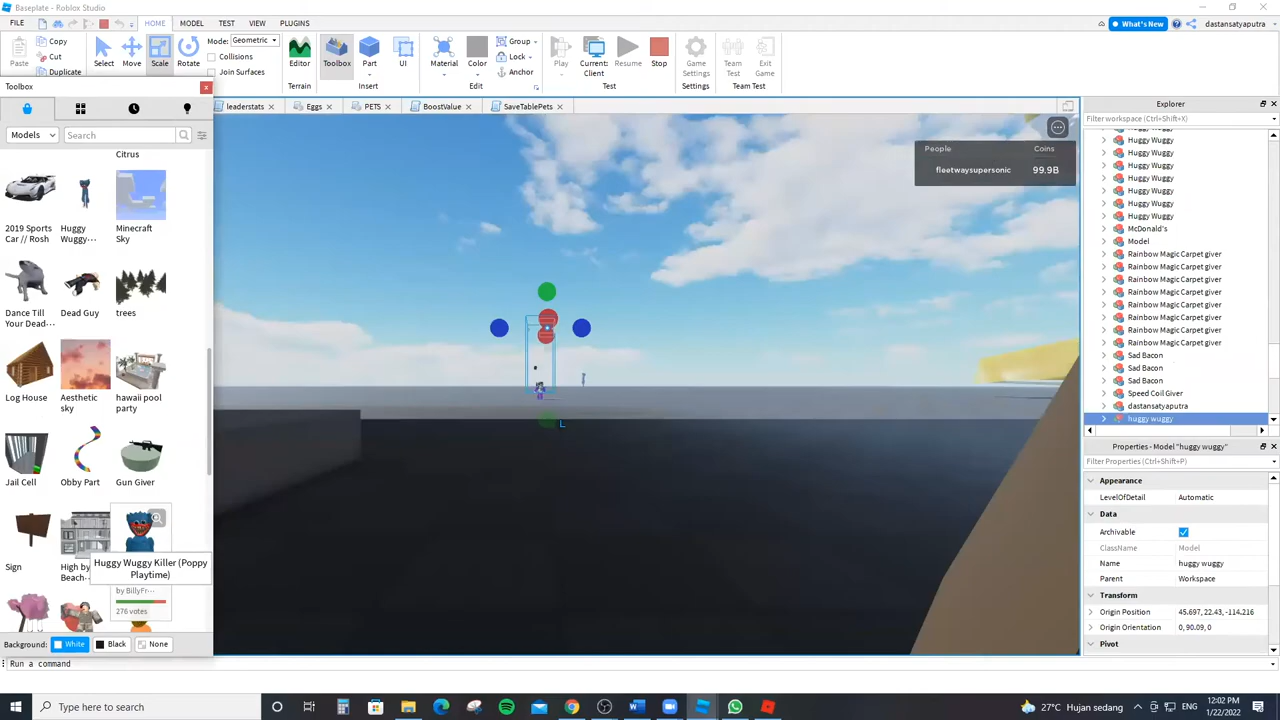 Baseplate - Roblox Studio
FILE HOME MODEL TEST VIEW PLUGINS What's New dastansatyaputra
Paste Copy Cut Duplicate Select Move Scale Rotate Mode: Geometric Collisions Join Surfaces Editor Toolbox Part UI Material Color Group Lock Anchor Play Current Client Resume Stop Game Settings Team Test Exit Game
Terrain Insert Edit Test Settings Team Test
Toolbox
leaderstats Eggs PETS BoostValue SaveTablePets
Models Search
Citrus
2019 Sports Car // Rosh
Huggy Wuggy...
Minecraft Sky
Dance Till Your Dead...
Dead Guy
trees
Log House
Aesthetic sky
hawaii pool party
Jail Cell
Obby Part
Gun Giver
Sign
Huggy Wuggy Killer (Poppy Playtime)
by BillyFr...
276 votes
Background: White Black None
Run a command
People Coins
fleetwaysupersonic 99.9B
L
Explorer
Filter workspace (Ctrl+Shift+X)
Huggy Wuggy
Huggy Wuggy
Huggy Wuggy
Huggy Wuggy
Huggy Wuggy
Huggy Wuggy
Huggy Wuggy
Huggy Wuggy
McDonald's
Model
Rainbow Magic Carpet giver
Rainbow Magic Carpet giver
Rainbow Magic Carpet giver
Rainbow Magic Carpet giver
Rainbow Magic Carpet giver
Rainbow Magic Carpet giver
Rainbow Magic Carpet giver
Rainbow Magic Carpet giver
Sad Bacon
Sad Bacon
Sad Bacon
Speed Coil Giver
dastansatyaputra
huggy wuggy
Properties - Model "huggy wuggy"
Filter Properties (Ctrl+Shift+P)
Appearance
LevelOfDetail Automatic
Data
Archivable
ClassName Model
Name huggy wuggy
Parent Workspace
Transform
Origin Position 45.697, 22.43, -114.216
Origin Orientation 0, 90.09, 0
Pivot
Type here to search
27°C Hujan sedang
12:02 PM
1/22/2022